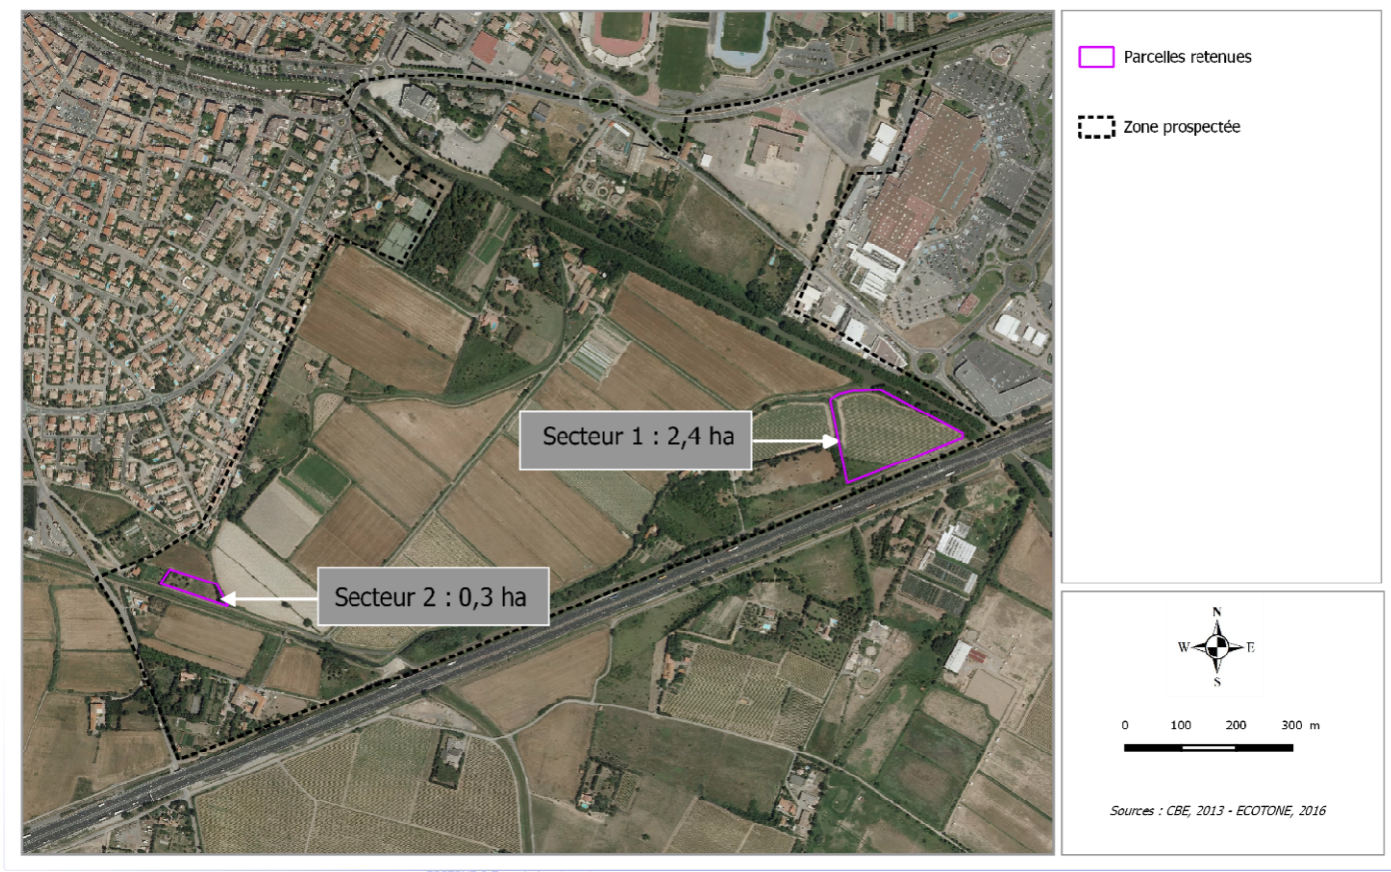 Parcelles retenues
Zone prospectée
Secteur 1 : 2,4 ha
Secteur 2 : 0,3 ha
N
W E
S
0 100 200 300 m
Sources : CBE, 2013 - ECOTONE, 2016